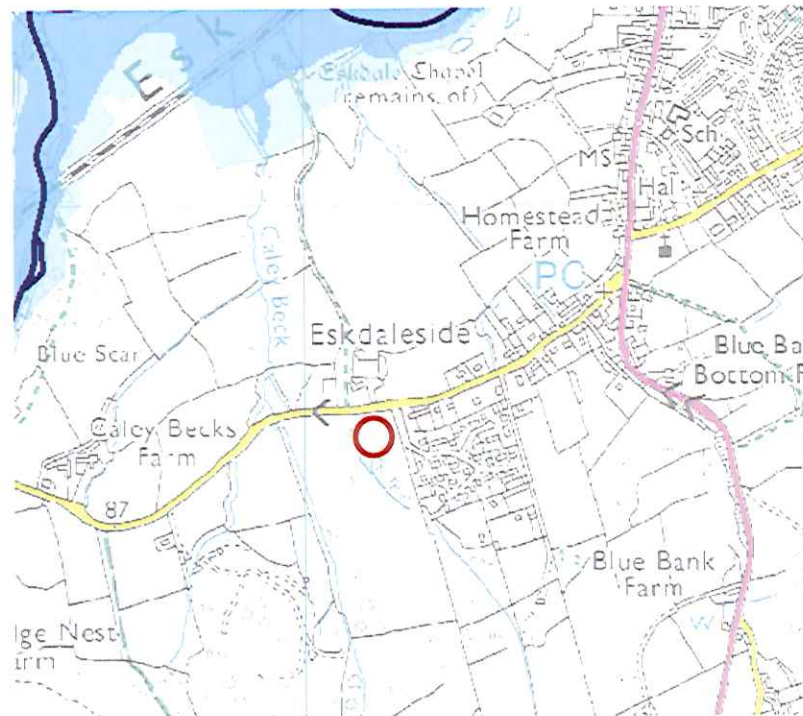 Esk
Eskdale Chapel
(remains of)
Sch
MS
Hal
Homestead
Farm
PC
Caley Beck
Eskdaleside
Blue Scar
Blue Ba
Bottom F
Caley Becks
Farm
87
Blue Bank
Farm
W
lge Nest
arm